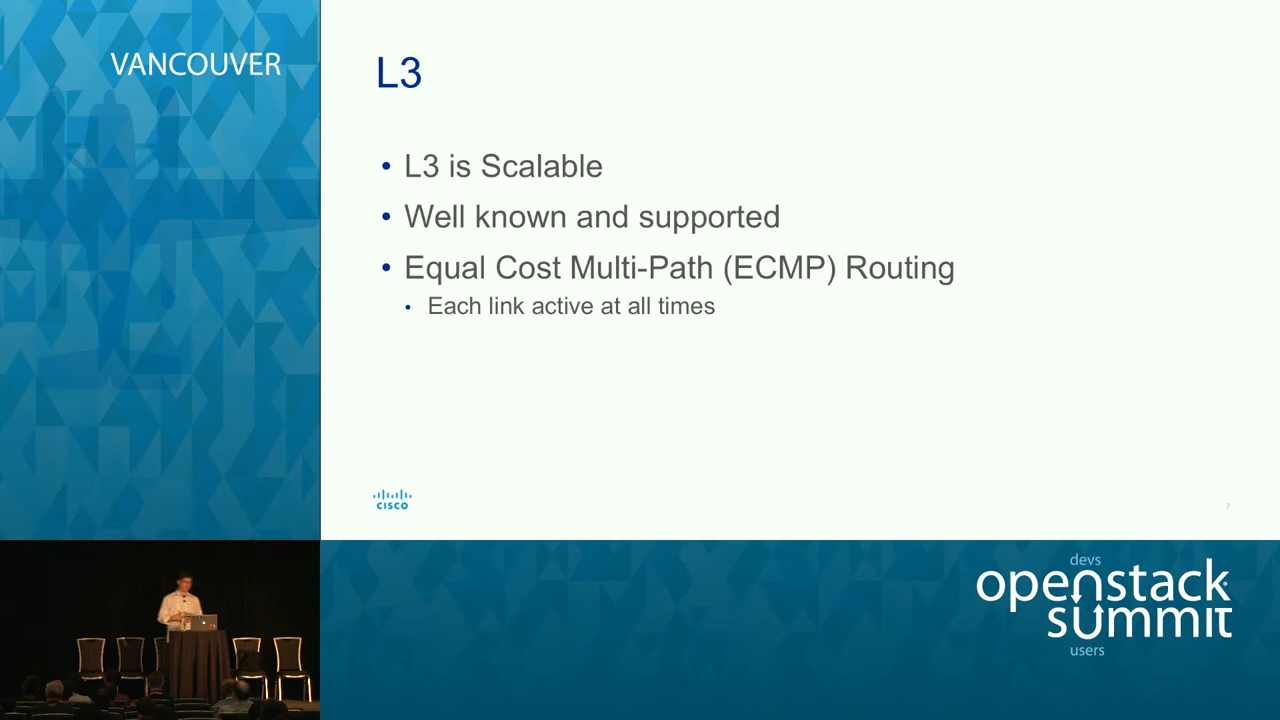 VANCOUVER
L3
• L3 is Scalable
• Well known and supported
• Equal Cost Multi-Path (ECMP) Routing
• Each link active at all times
CISCO
7
devs
openstack
summit
users